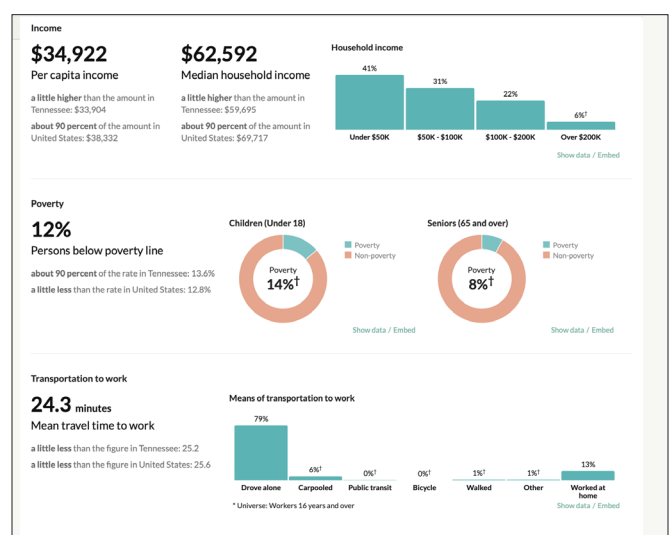 Income
$34,922
Per capita income
a little higher than the amount in
Tennessee: $33,904
about 90 percent of the amount in
United States: $38,332
$62,592
Median household income
a little higher than the amount in
Tennessee: $59,695
about 90 percent of the amount in
United States: $69,717
Household income
41%
31%
22%
6%†
Under $50K
$50K - $100K
$100K - $200K
Over $200K
Show data / Embed
Poverty
12%
Persons below poverty line
about 90 percent of the rate in Tennessee: 13.6%
a little less than the rate in United States: 12.8%
Children (Under 18)
Poverty
Non-poverty
Poverty
14%†
Show data / Embed
Seniors (65 and over)
Poverty
Non-poverty
Poverty
8%†
Show data / Embed
Transportation to work
24.3 minutes
Mean travel time to work
a little less than the figure in Tennessee: 25.2
a little less than the figure in United States: 25.6
Means of transportation to work
79%
6%†
0%†
0%†
1%†
1%†
13%
Drove alone
Carpooled
Public transit
Bicycle
Walked
Other
Worked at
home
* Universe: Workers 16 years and over
Show data / Embed